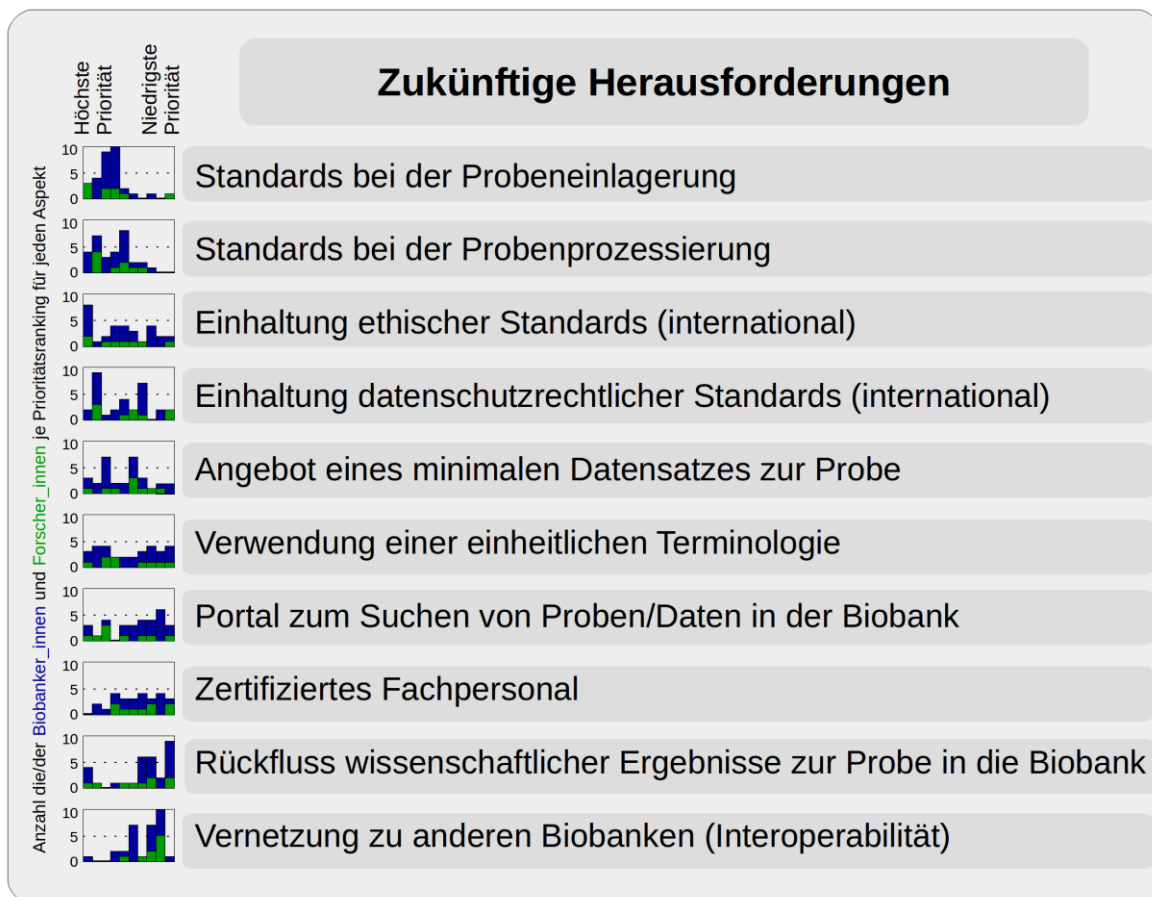 Zukünftige Herausforderungen
Höchste
Priorität
Niedrigste
Priorität
Anzahl die/der Biobanker_innen und Forscher_innen je Prioritätsranking für jeden Aspekt
10
5
0
Standards bei der Probeneinlagerung
10
5
0
Standards bei der Probenprozessierung
10
5
0
Einhaltung ethischer Standards (international)
10
5
0
Einhaltung datenschutzrechtlicher Standards (international)
10
5
0
Angebot eines minimalen Datensatzes zur Probe
10
5
0
Verwendung einer einheitlichen Terminologie
10
5
0
Portal zum Suchen von Proben/Daten in der Biobank
10
5
0
Zertifiziertes Fachpersonal
10
5
0
Rückfluss wissenschaftlicher Ergebnisse zur Probe in die Biobank
10
5
0
Vernetzung zu anderen Biobanken (Interoperabilität)